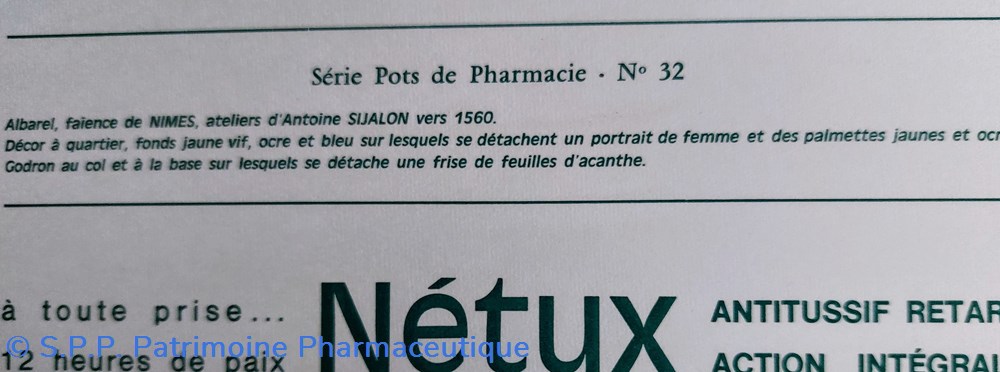 Série Pots de Pharmacie · Nº 32
Albarel, faïence de NIMES, ateliers d'Antoine SIJALON vers 1560.
Décor à quartier, fonds jaune vif, ocre et bleu sur lesquels se détachent un portrait de femme et des palmettes jaunes et ocr
Godron au col et à la base sur lesquels se détache une frise de feuilles d'acanthe.
à toute prise...
12 heures de paix
Nétux
ANTITUSSIF RETAR
ACTION INTÉGRAL
© S.P.P. Patrimoine Pharmaceutique